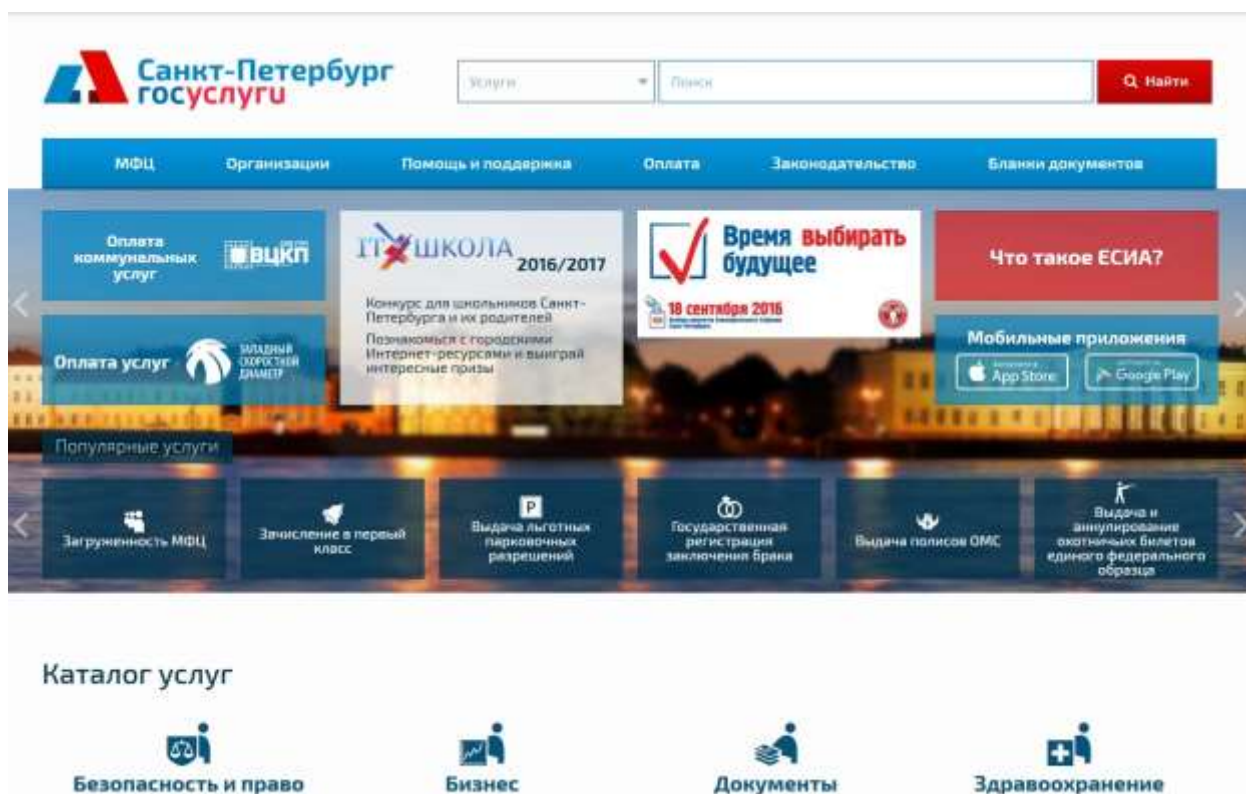 Санкт-Петербург
госуслуги
Услуги
Поиск
Найти
МФЦ
Организации
Помощь и поддержка
Оплата
Законодательство
Бланки документов
Оплата
коммунальных
услуг
ВЦКП
IT ШКОЛА 2016/2017
Конкурс для школьников Санкт-
Петербурга и их родителей
Познакомься с городскими
Интернет-ресурсами и выиграй
интересные призы
Время выбирать
будущее
18 сентября 2016
Что такое ЕСИА?
Оплата услуг
ЗАПАДНЫЙ
СКОРОСТНОЙ
ДИАМЕТР
Мобильные приложения
App Store
Google Play
Популярные услуги
Загруженность МФЦ
Зачисление в первый
класс
P
Выдача льготных
парковочных
разрешений
Государственная
регистрация
заключения брака
Выдача полисов ОМС
Выдача и
аннулирование
охотничьих билетов
единого федерального
образца
Каталог услуг
Безопасность и право
Бизнес
Документы
Здравоохранение